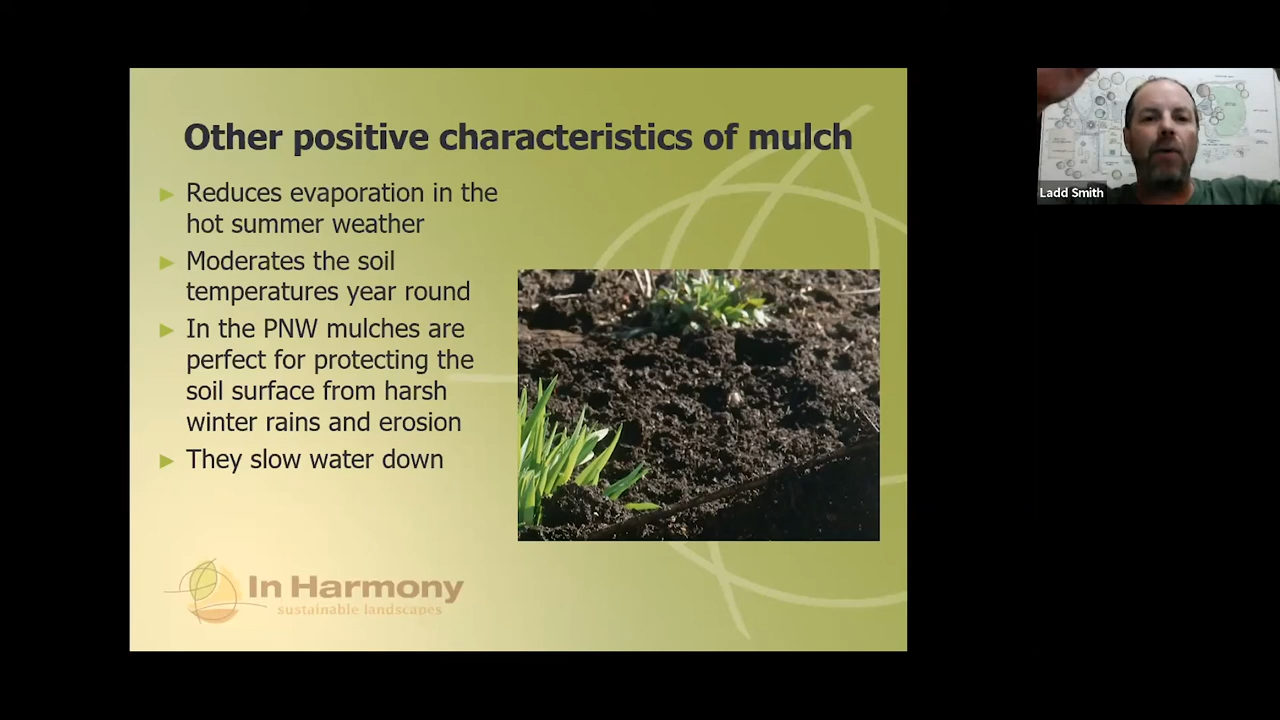 Other positive characteristics of mulch
Reduces evaporation in the
hot summer weather
Moderates the soil
temperatures year round
In the PNW mulches are
perfect for protecting the
soil surface from harsh
winter rains and erosion
They slow water down
In Harmony
sustainable landscapes
Ladd Smith